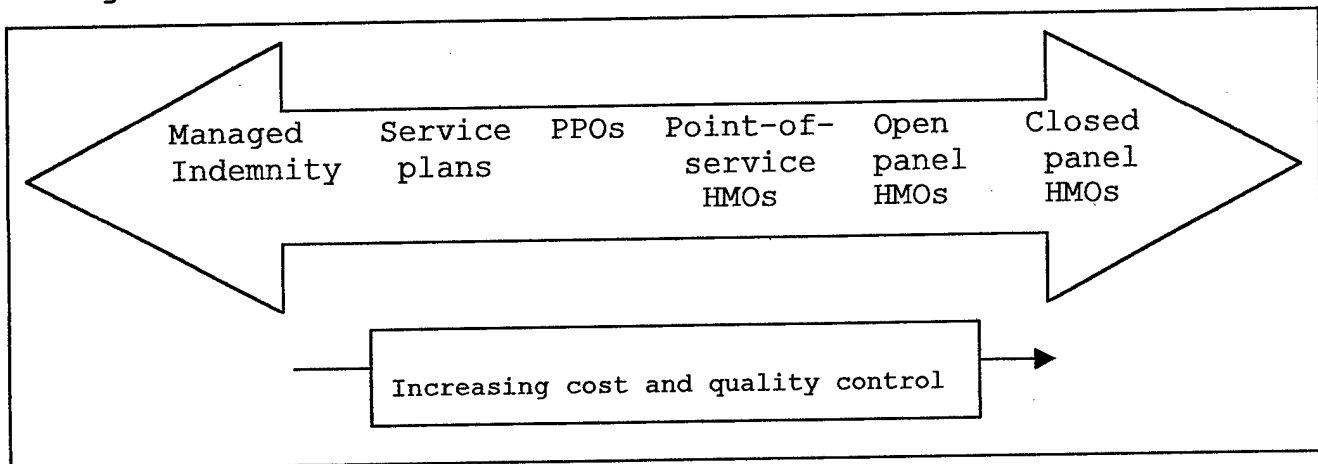 Managed Service PPOs Point-of- Open Closed
Indemnity plans service panel panel
HMOs HMOs HMOs
Increasing cost and quality control